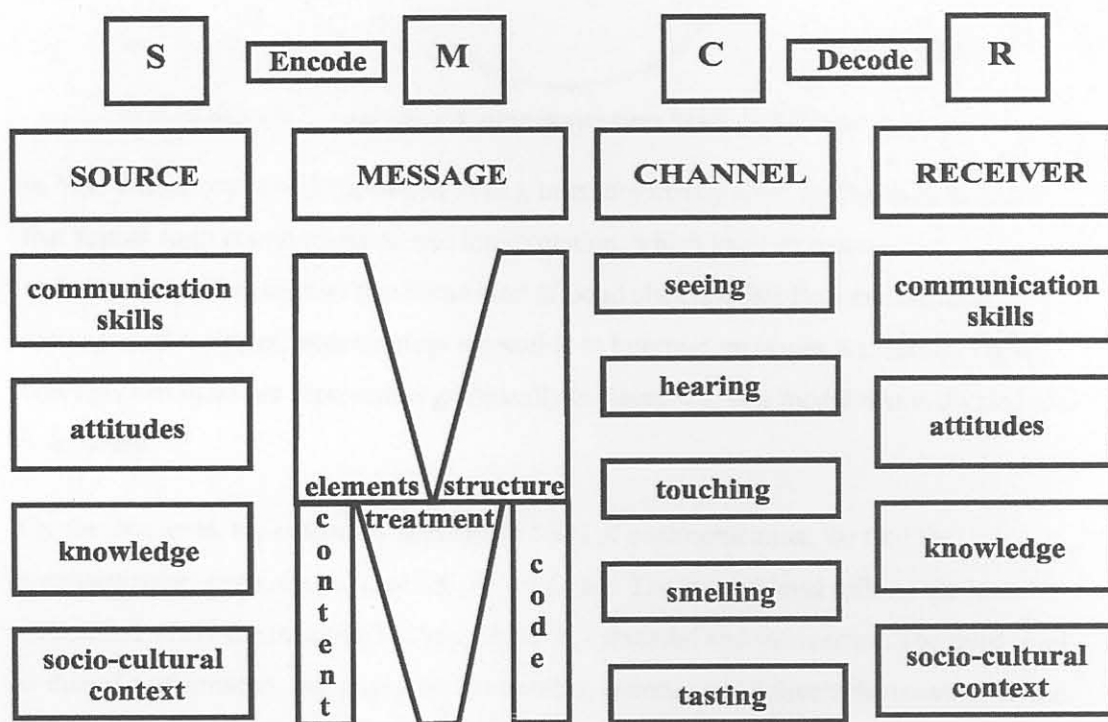 S
Encode
M
C
Decode
R
SOURCE
MESSAGE
CHANNEL
RECEIVER
communication
skills
attitudes
knowledge
socio-cultural
context
elements
structure
treatment
content
code
seeing
hearing
touching
smelling
tasting
communication
skills
attitudes
knowledge
socio-cultural
context